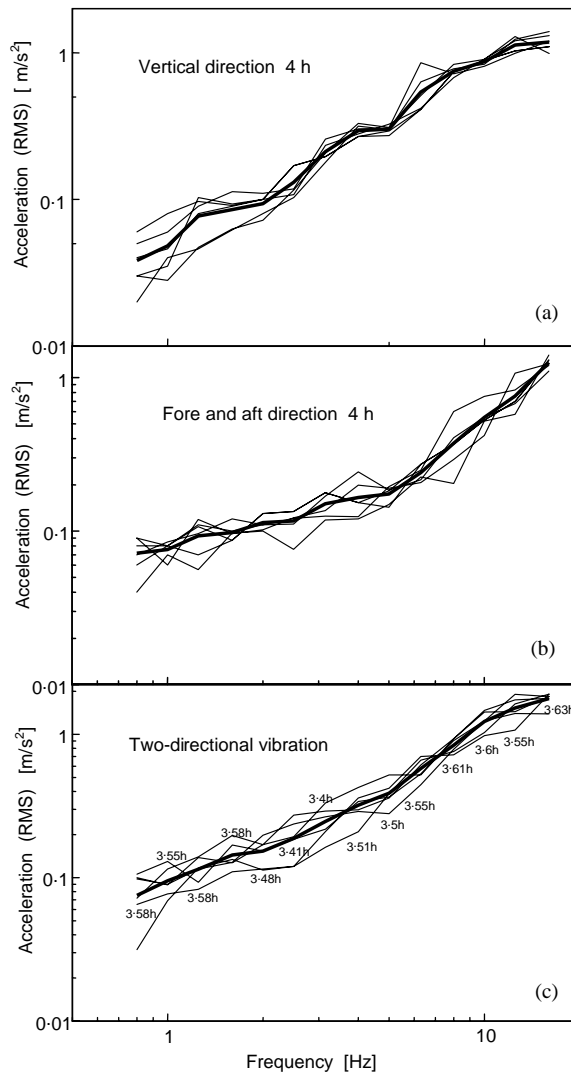 1
0·1
0·01
Acceleration (RMS) [ m/s²]
Vertical direction 4 h
(a)
1
0·1
0·01
Acceleration (RMS) [m/s²]
Fore and aft direction 4 h
(b)
1
0·1
0·01
Acceleration (RMS) [m/s²]
Two-directional vibration
3·58h
3·55h
3·58h
3·58h
3·48h
3·41h
3·4h
3·51h
3·5h
3·55h
3·61h
3·6h
3·55h
3·63h
(c)
1
10
Frequency [Hz]